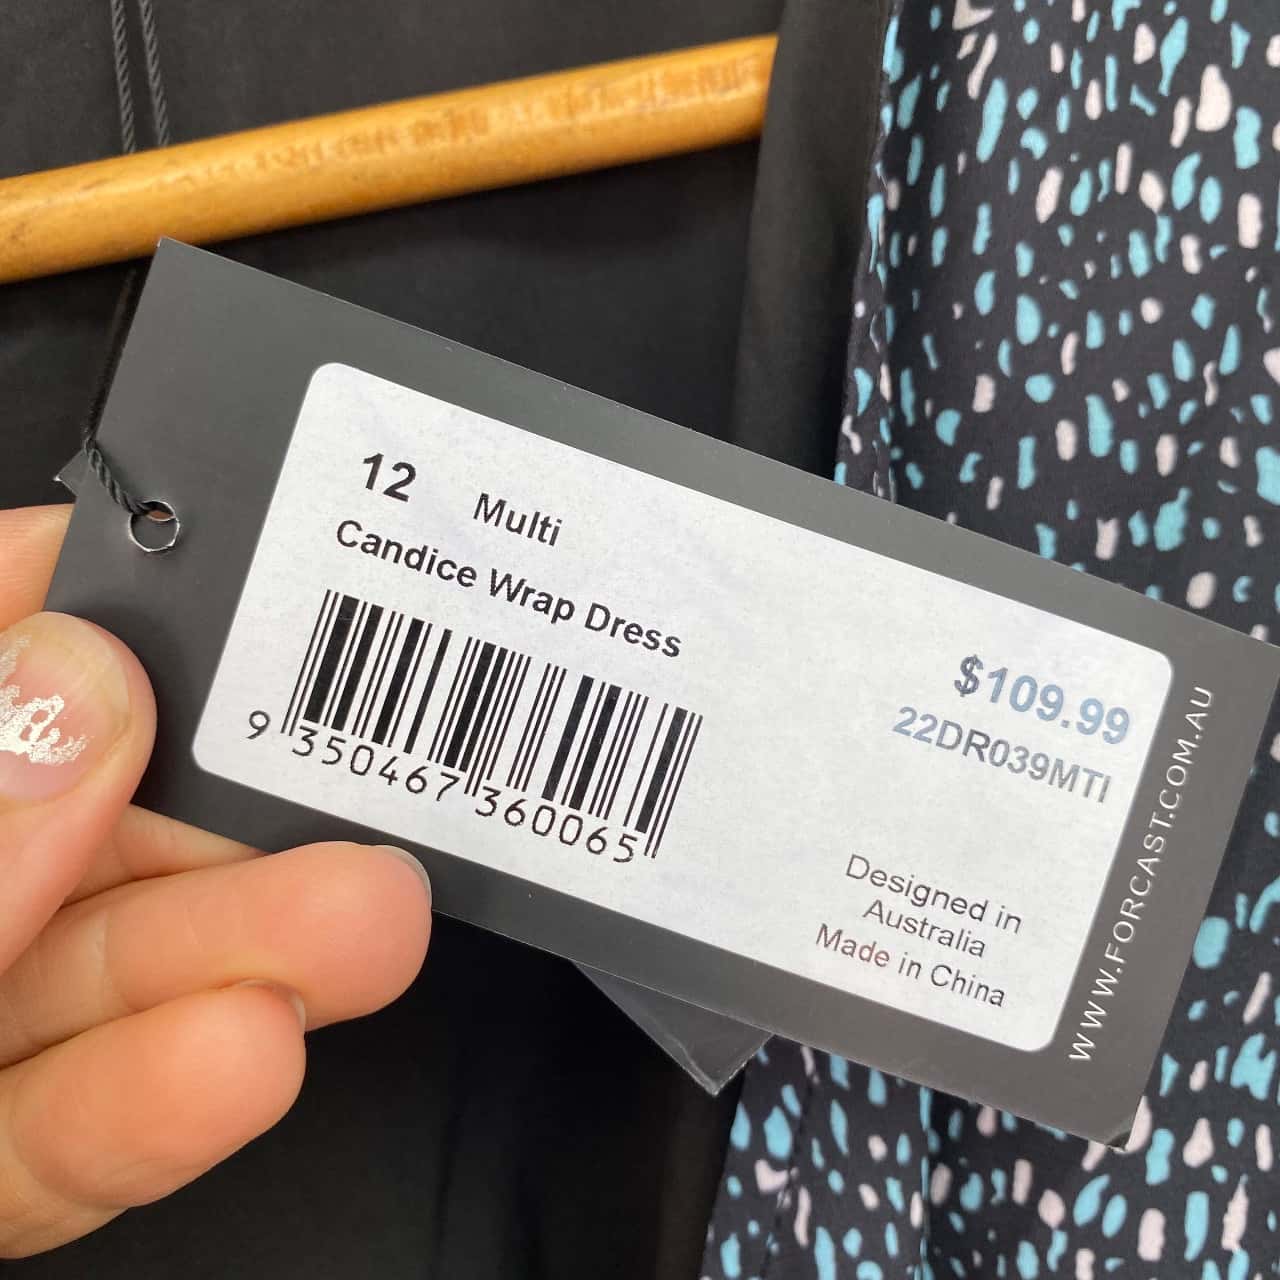 12 Multi
Candice Wrap Dress
9 350467 360065
$109.99
22DR039MTI
Designed in
Australia
Made in China
WWW.FORCAST.COM.AU